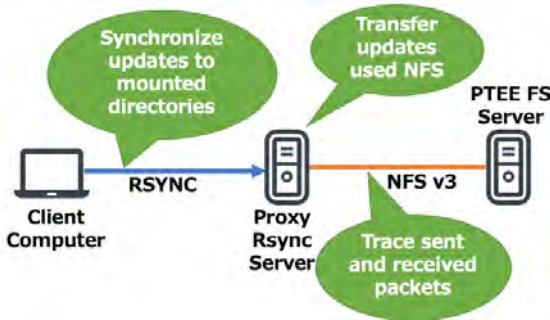 Synchronize
updates to
mounted
directories
Transfer
updates
used NFS
PTEE FS
Server
RSYNC
NFS v3
Client
Computer
Proxy
Rsync
Server
Trace sent
and received
packets